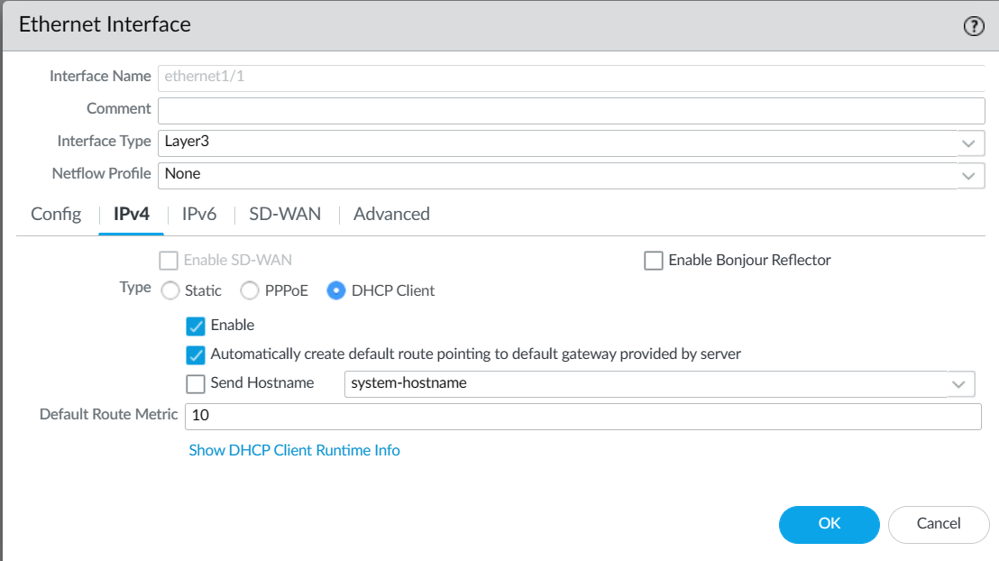 Ethernet Interface
?
Interface Name ethernet1/1
Comment
Interface Type Layer3
Netflow Profile None
Config IPv4 IPv6 SD-WAN Advanced
Enable SD-WAN Enable Bonjour Reflector
Type Static PPPoE DHCP Client
Enable
Automatically create default route pointing to default gateway provided by server
Send Hostname system-hostname
Default Route Metric 10
Show DHCP Client Runtime Info
OK Cancel